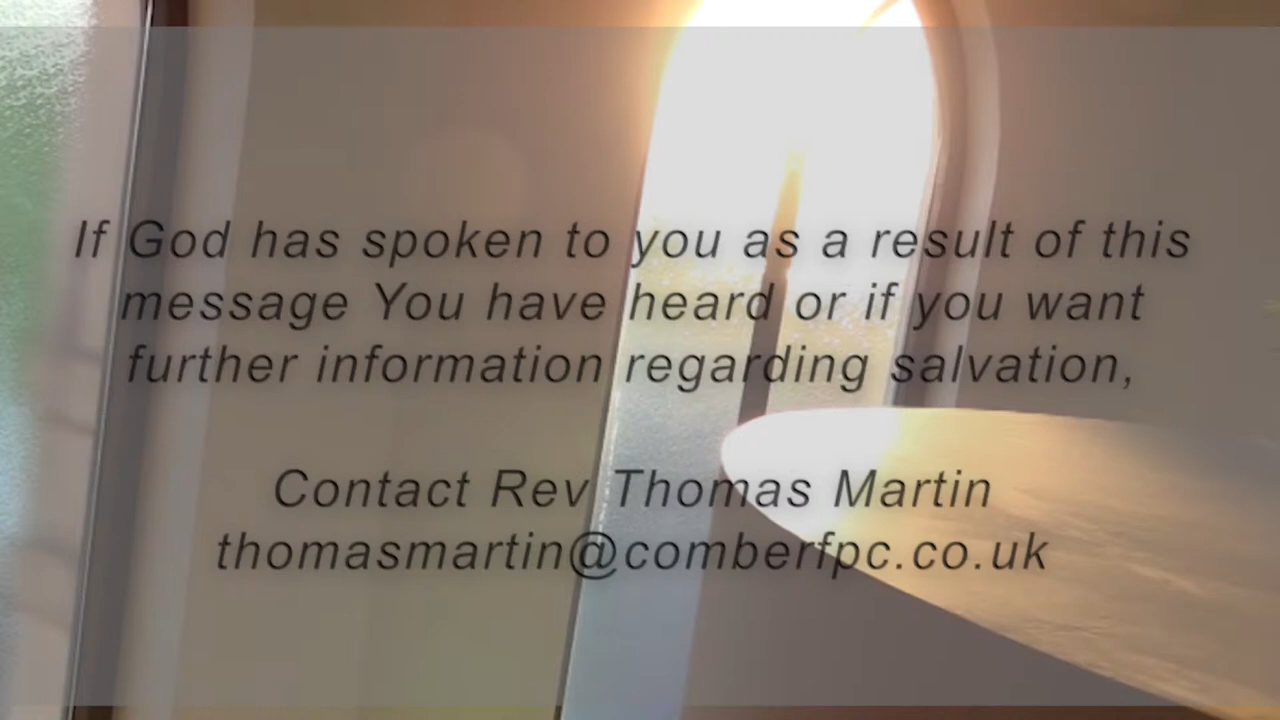 If God has spoken to you as a result of this
message You have heard or if you want
further information regarding salvation,
Contact Rev Thomas Martin
thomasmartin@comberfpc.co.uk